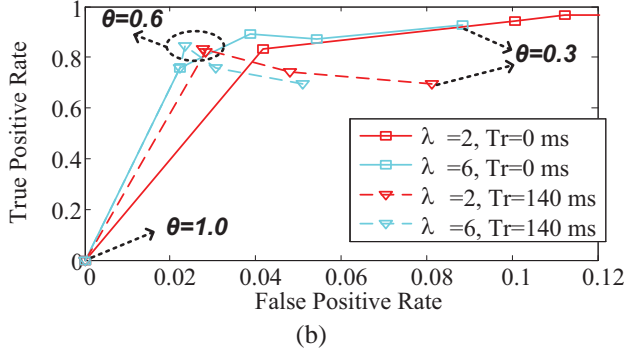 θ=0.6
θ=0.3
θ=1.0
True Positive Rate
1
0.8
0.6
0.4
0.2
0
λ =2, Tr=0 ms
λ =6, Tr=0 ms
λ =2, Tr=140 ms
λ =6, Tr=140 ms
0 0.02 0.04 0.06 0.08 0.1 0.12
False Positive Rate
(b)